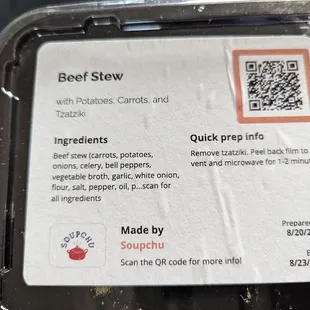 Beef Stew
with Potatoes, Carrots, and
Tzatziki
Ingredients
Beef stew (carrots, potatoes,
onions, celery, bell peppers,
vegetable broth, garlic, white onion,
flour, salt, pepper, oil, p...scan for
all ingredients
Quick prep info
Remove tzatziki. Peel back film to
vent and microwave for 1-2 minut
SOUPCHU
Made by
Soupchu
Scan the QR code for more info!
Prepare
8/20/2
E
8/23/